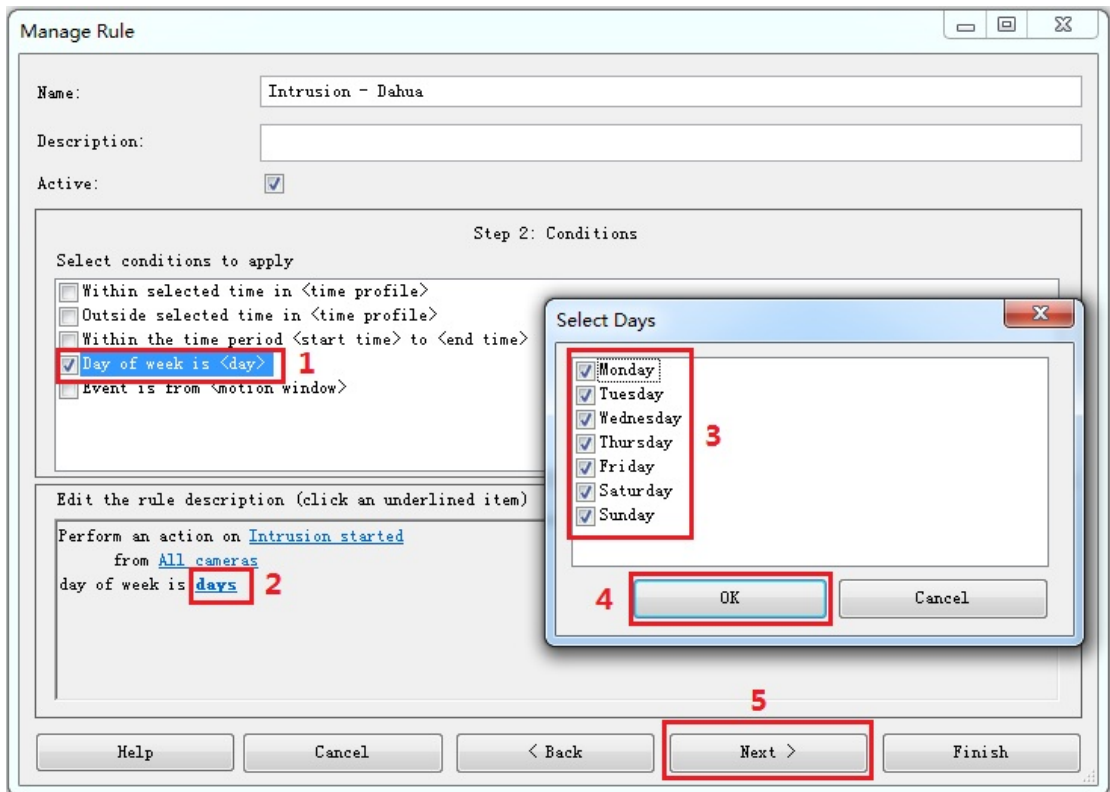 Manage Rule
Name:
Intrusion - Dahua
Description:
Active:
Step 2: Conditions
Select conditions to apply
Within selected time in <time profile>
Outside selected time in <time profile>
Within the time period <start time> to <end time>
Day of week is <day>
1
Event is from <motion window>
Select Days
Monday
Tuesday
Wednesday
Thursday
Friday
Saturday
Sunday
3
4
OK
Cancel
Edit the rule description (click an underlined item)
Perform an action on Intrusion started
from All cameras
day of week is days
2
5
Help
Cancel
< Back
Next >
Finish